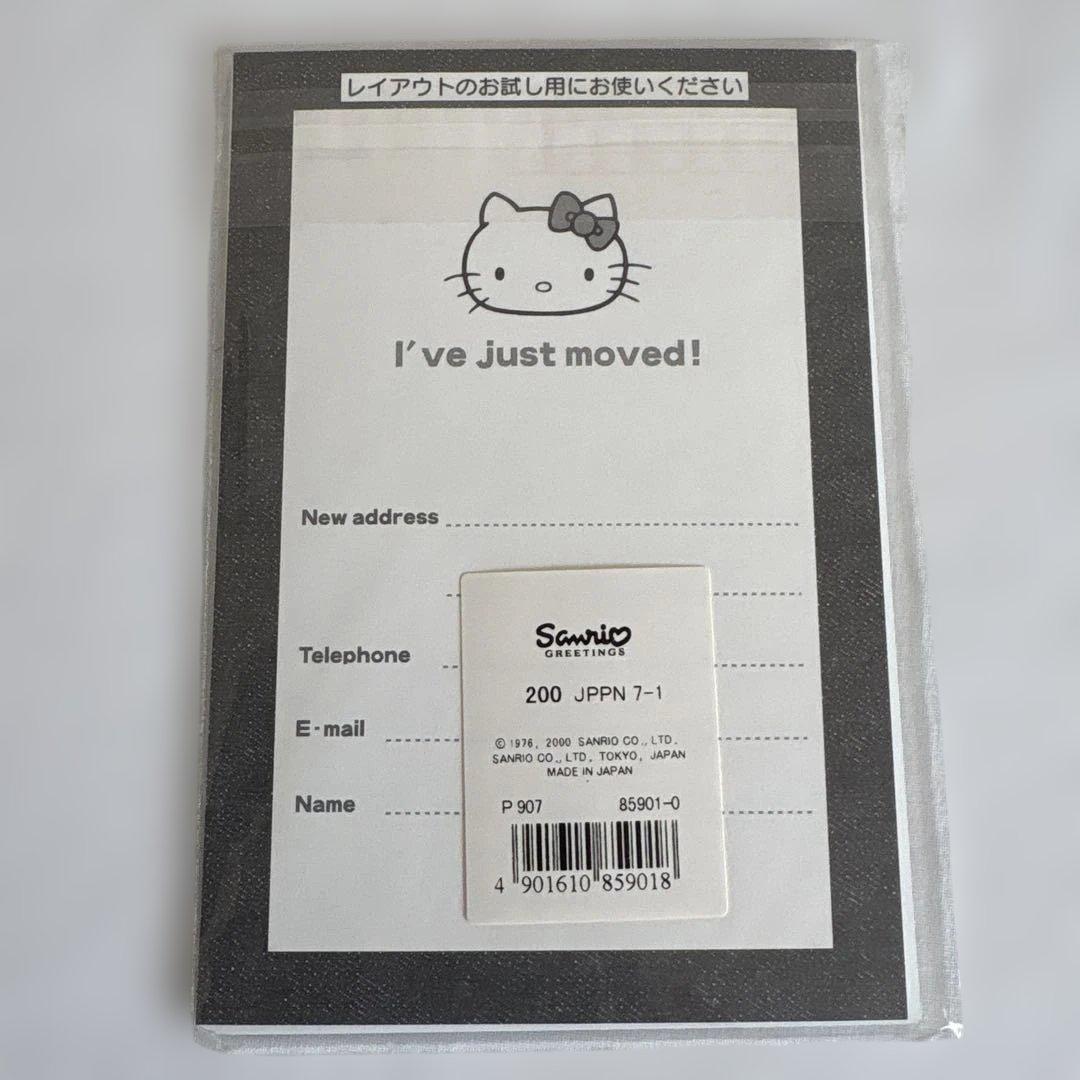 レイアウトのお試し用にお使いください
I've just moved!
New address
Telephone
E-mail
Name
Sanrio
GREETINGS
200 JPPN 7-1
© 1976, 2000 SANRIO CO., LTD.
SANRIO CO., LTD. TOKYO, JAPAN
MADE IN JAPAN
P 907 85901-0
4 901610 859018